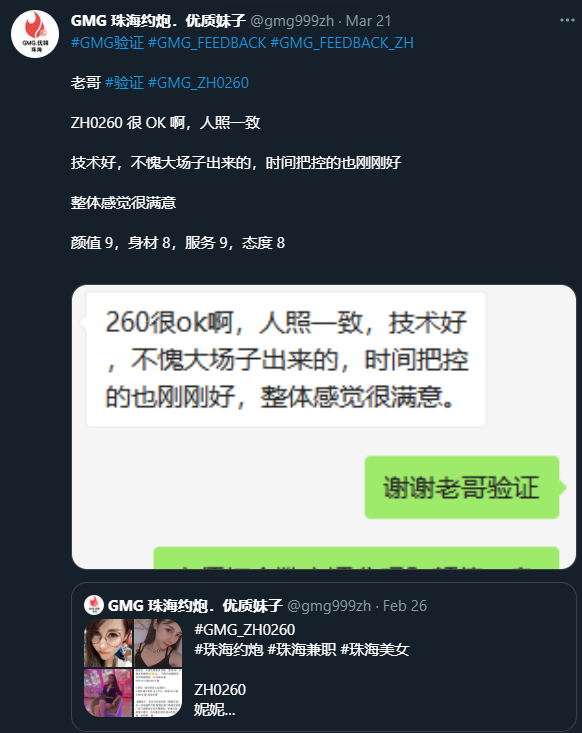 GMG 珠海约炮．优质妹子 @gmg999zh · Mar 21
#GMG验证 #GMG_FEEDBACK #GMG_FEEDBACK_ZH
GMG.优质
珠海
老哥 #验证 #GMG_ZH0260
ZH0260 很 OK 啊，人照一致
技术好，不愧大场子出来的，时间把控的也刚刚好
整体感觉很满意
颜值 9，身材 8，服务 9，态度 8
260很ok啊，人照一致，技术好
，不愧大场子出来的，时间把控
的也刚刚好，整体感觉很满意。
谢谢老哥验证
GMG 珠海约炮．优质妹子 @gmg999zh · Feb 26
#GMG_ZH0260
#珠海约炮 #珠海兼职 #珠海美女
ZH0260
妮妮...